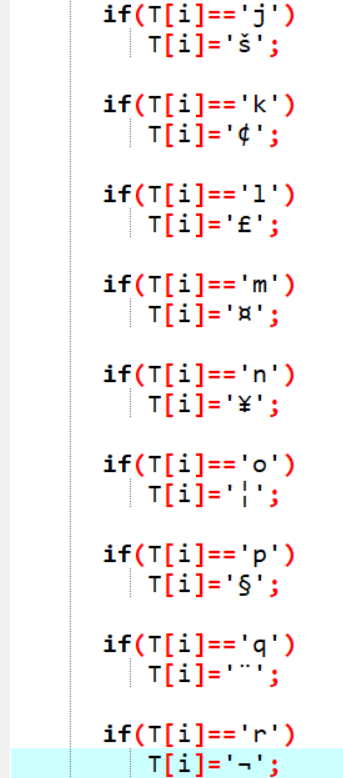 if(T[i]=='j')
T[i]='š';
if(T[i]=='k')
T[i]='¢';
if(T[i]=='l')
T[i]='£';
if(T[i]=='m')
T[i]='¤';
if(T[i]=='n')
T[i]='¥';
if(T[i]=='o')
T[i]='¦';
if(T[i]=='p')
T[i]='§';
if(T[i]=='q')
T[i]='¨';
if(T[i]=='r')
T[i]='¬';